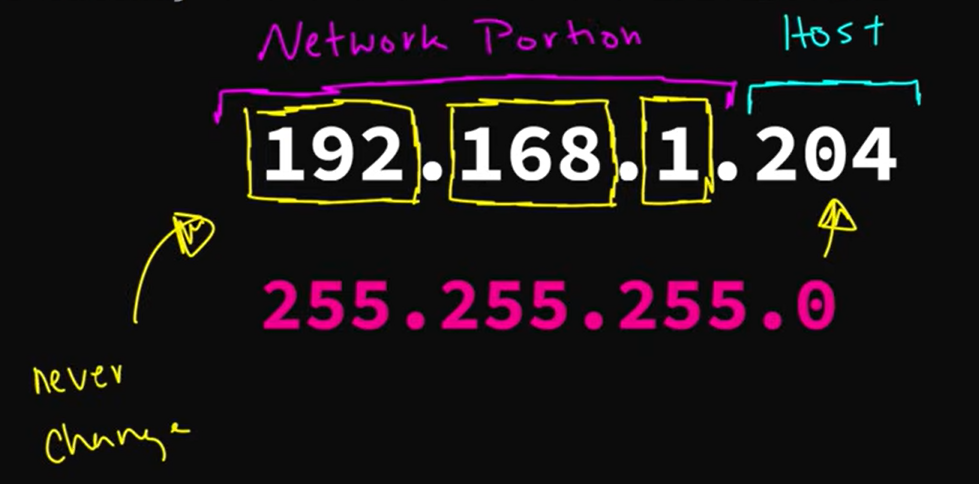 Network Portion Host
192.168.1.204
255.255.255.0
never
change